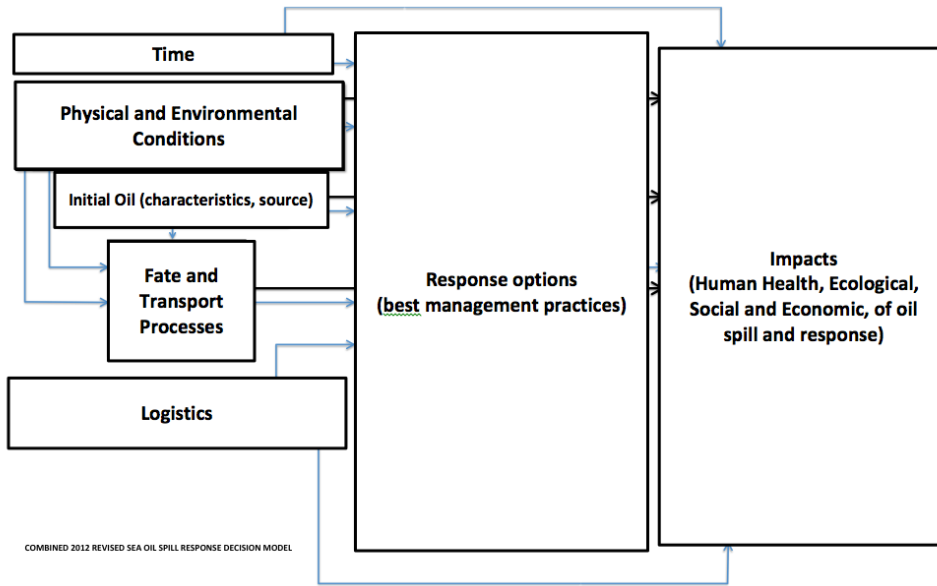 Time
Physical and Environmental
Conditions
Initial Oil (characteristics, source)
Fate and
Transport
Processes
Logistics
Response options
(best management practices)
Impacts
(Human Health, Ecological,
Social and Economic, of oil
spill and response)
COMBINED 2012 REVISED SEA OIL SPILL RESPONSE DECISION MODEL